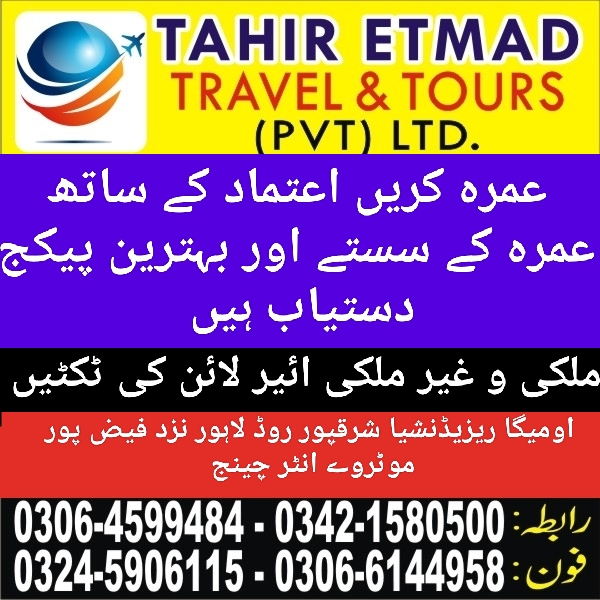 TAHIR ETMAD
TRAVEL & TOURS
(PVT) LTD.
عمرہ کریں اعتماد کے ساتھ
عمرہ کے سستے اور بہترین پیکج
دستیاب ہیں
ملکی و غیر ملکی ائیر لائن کی ٹکٹیں
اومیگا ریزیڈنشیا شرقپور روڈ لاہور نزد فیض پور
موٹروے انٹر چینج
رابطہ: 0306-4599484 - 0342-1580500
فون: 0324-5906115 - 0306-6144958